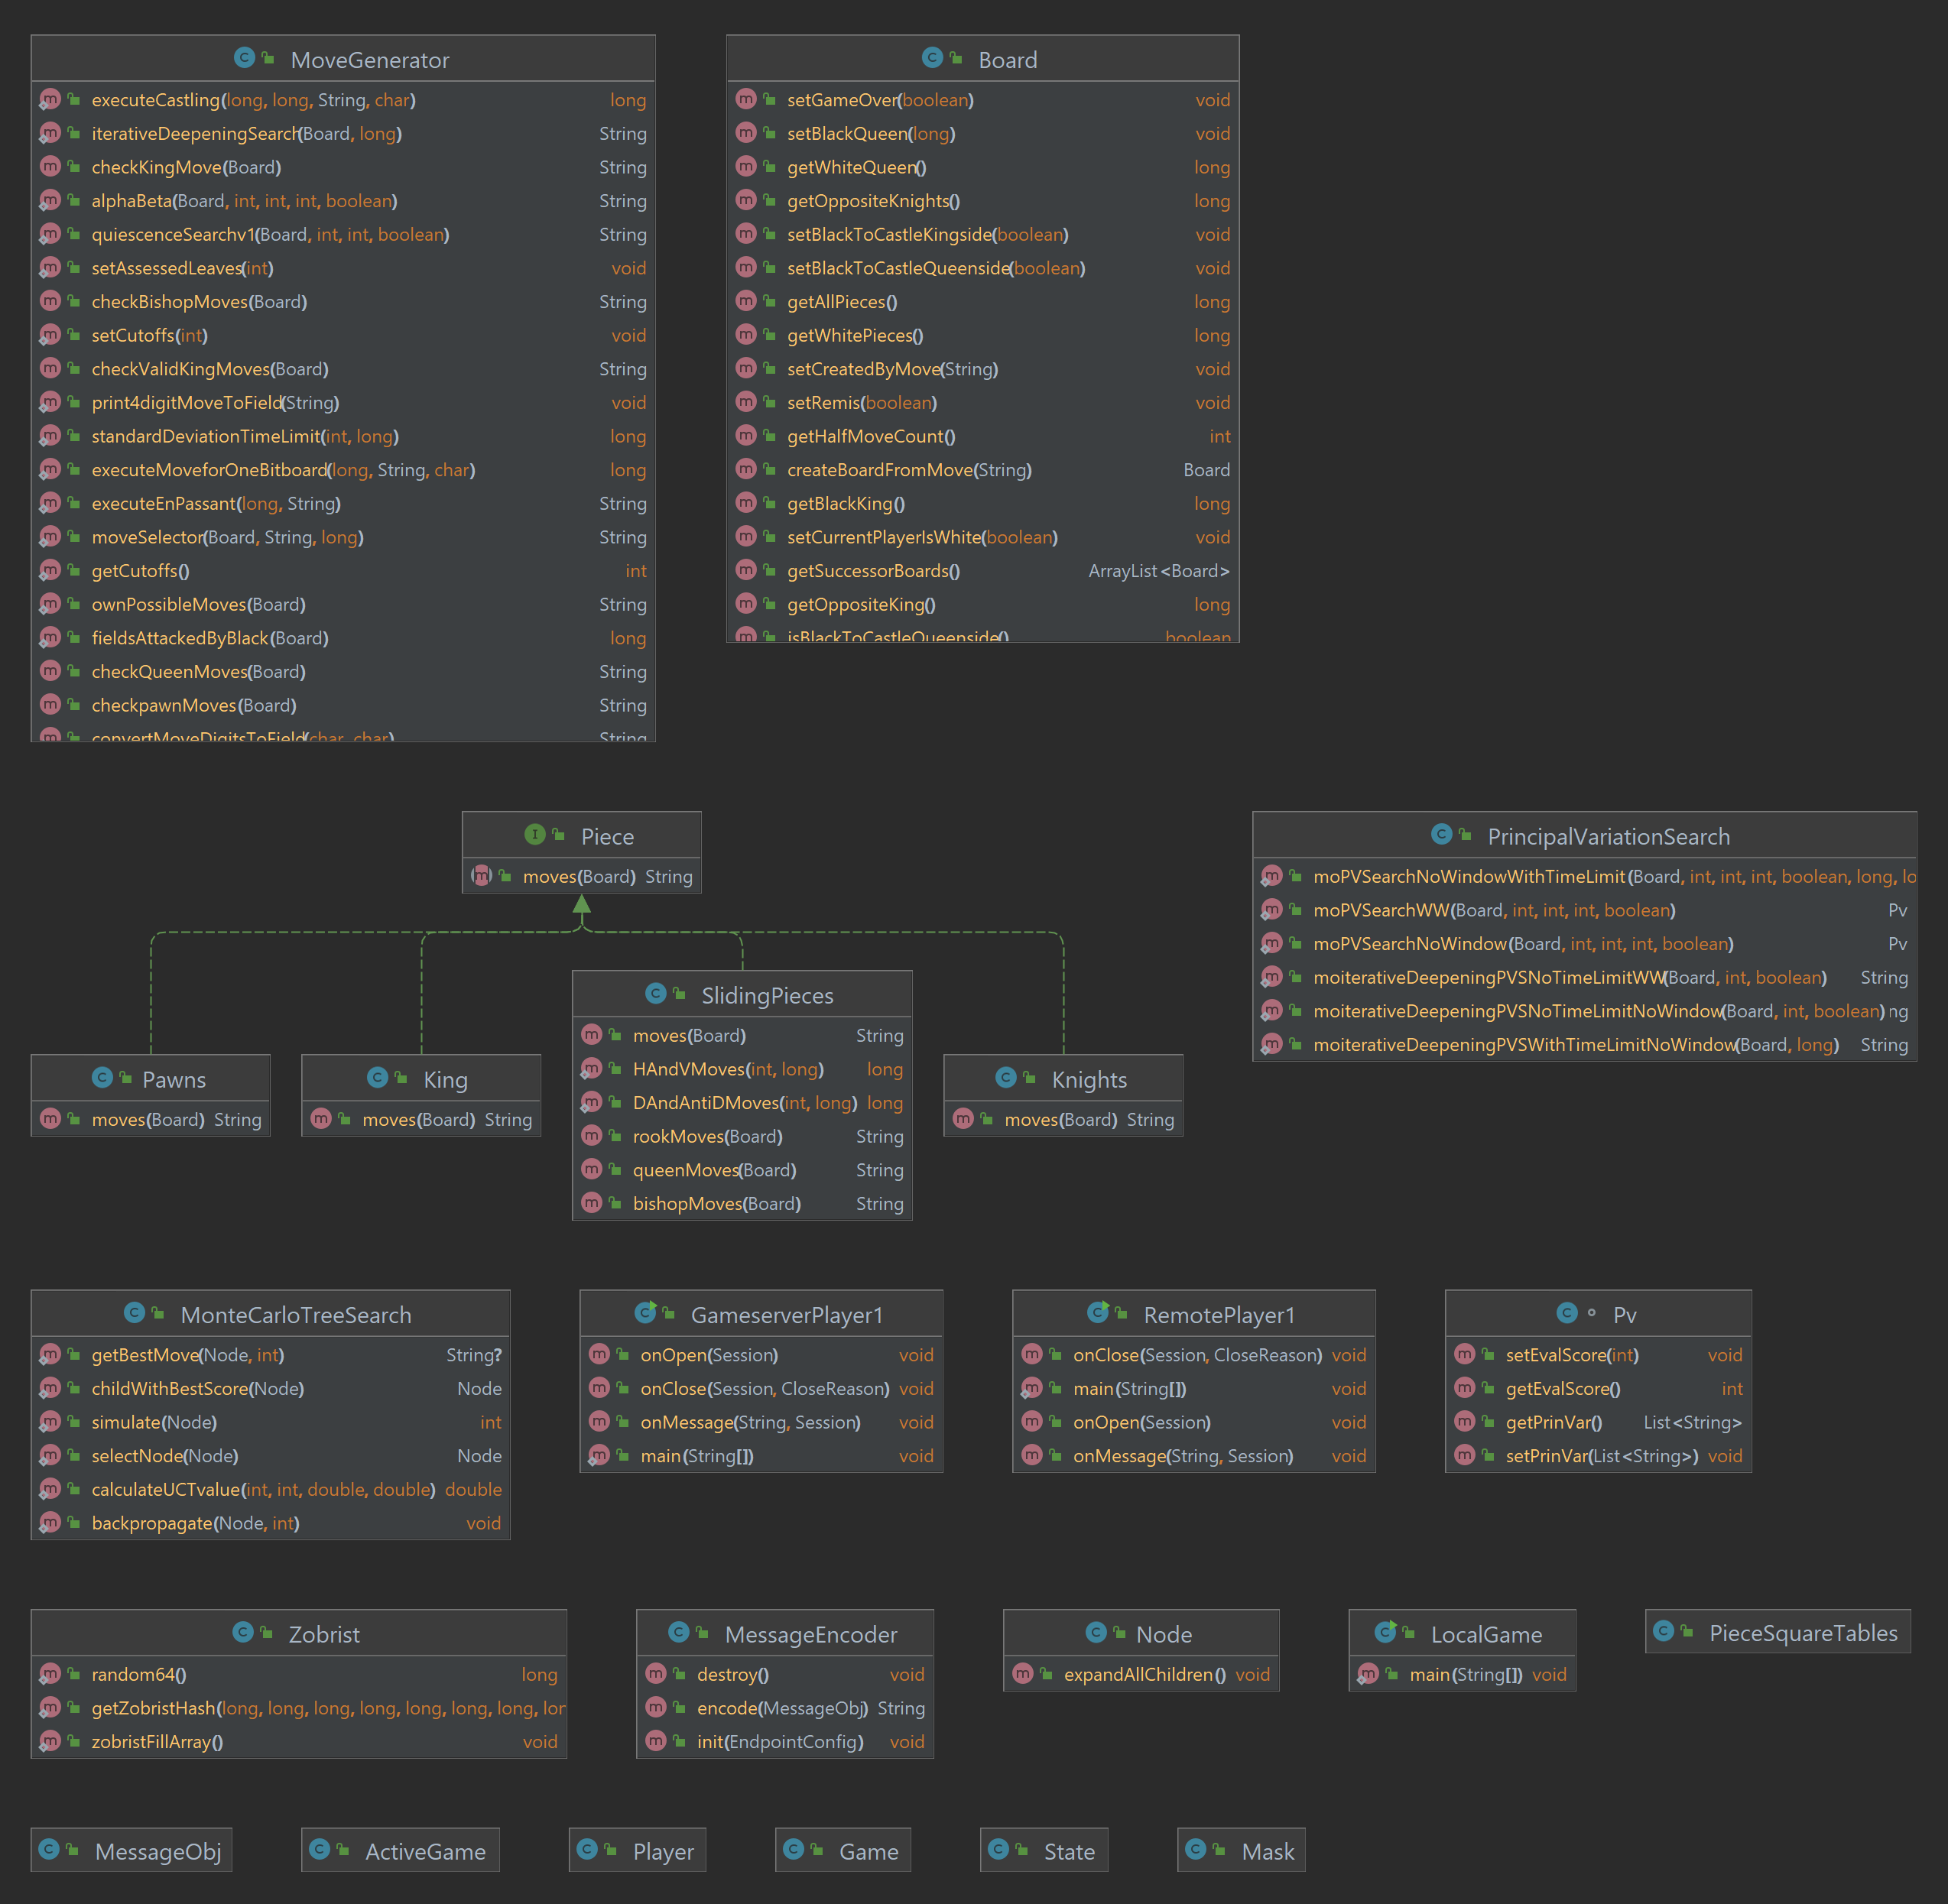 MoveGenerator
executeCastling(long, long, String, char) long
iterativeDeepeningSearch(Board, long) String
checkKingMove(Board) String
alphaBeta(Board, int, int, int, boolean) String
quiescenceSearchv1(Board, int, int, boolean) String
setAssessedLeaves(int) void
checkBishopMoves(Board) String
setCutoffs(int) void
checkValidKingMoves(Board) String
print4digitMoveToField(String) void
standardDeviationTimeLimit(int, long) long
executeMoveforOneBitboard(long, String, char) long
executeEnPassant(long, String) String
moveSelector(Board, String, long) String
getCutoffs() int
ownPossibleMoves(Board) String
fieldsAttackedByBlack(Board) long
checkQueenMoves(Board) String
checkpawnMoves(Board) String
convertMoveDigitsToField(char, char) String
Board
setGameOver(boolean) void
setBlackQueen(long) void
getWhiteQueen() long
getOppositeKnights() long
setBlackToCastleKingside(boolean) void
setBlackToCastleQueenside(boolean) void
getAllPieces() long
getWhitePieces() long
setCreatedByMove(String) void
setRemis(boolean) void
getHalfMoveCount() int
createBoardFromMove(String) Board
getBlackKing() long
setCurrentPlayerIsWhite(boolean) void
getSuccessorBoards() ArrayList<Board>
getOppositeKing() long
isBlackToCastleQueenside() boolean
Piece
moves(Board) String
PrincipalVariationSearch
moPVSearchNoWindowWithTimeLimit(Board, int, int, int, boolean, long, lo
moPVSearchWW(Board, int, int, int, boolean) Pv
moPVSearchNoWindow(Board, int, int, int, boolean) Pv
moiterativeDeepeningPVSNoTimeLimitWW(Board, int, boolean) String
moiterativeDeepeningPVSNoTimeLimitNoWindow(Board, int, boolean) ng
moiterativeDeepeningPVSWithTimeLimitNoWindow(Board, long) String
Pawns
moves(Board) String
King
moves(Board) String
SlidingPieces
moves(Board) String
HAndVMoves(int, long) long
DAndAntiDMoves(int, long) long
rookMoves(Board) String
queenMoves(Board) String
bishopMoves(Board) String
Knights
moves(Board) String
MonteCarloTreeSearch
getBestMove(Node, int) String?
childWithBestScore(Node) Node
simulate(Node) int
selectNode(Node) Node
calculateUCTvalue(int, int, double, double) double
backpropagate(Node, int) void
GameserverPlayer1
onOpen(Session) void
onClose(Session, CloseReason) void
onMessage(String, Session) void
main(String[]) void
RemotePlayer1
onClose(Session, CloseReason) void
main(String[]) void
onOpen(Session) void
onMessage(String, Session) void
Pv
setEvalScore(int) void
getEvalScore() int
getPrinVar() List<String>
setPrinVar(List<String>) void
Zobrist
random64() long
getZobristHash(long, long, long, long, long, long, long, lon
zobristFillArray() void
MessageEncoder
destroy() void
encode(MessageObj) String
init(EndpointConfig) void
Node
expandAllChildren() void
LocalGame
main(String[]) void
PieceSquareTables
MessageObj
ActiveGame
Player
Game
State
Mask